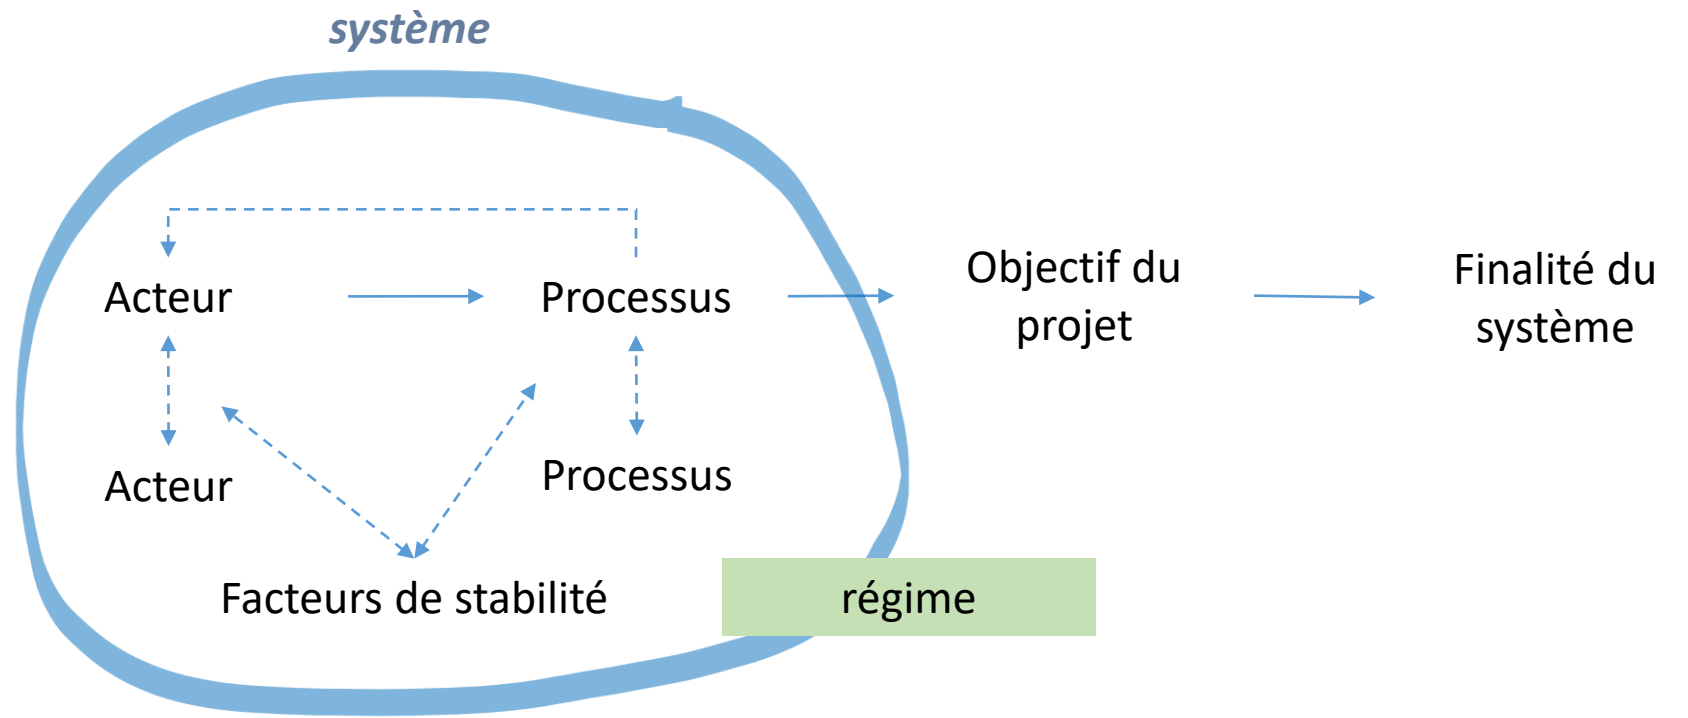 système
Acteur
Processus
Objectif du
projet
Finalité du
système
Acteur
Processus
Facteurs de stabilité
régime